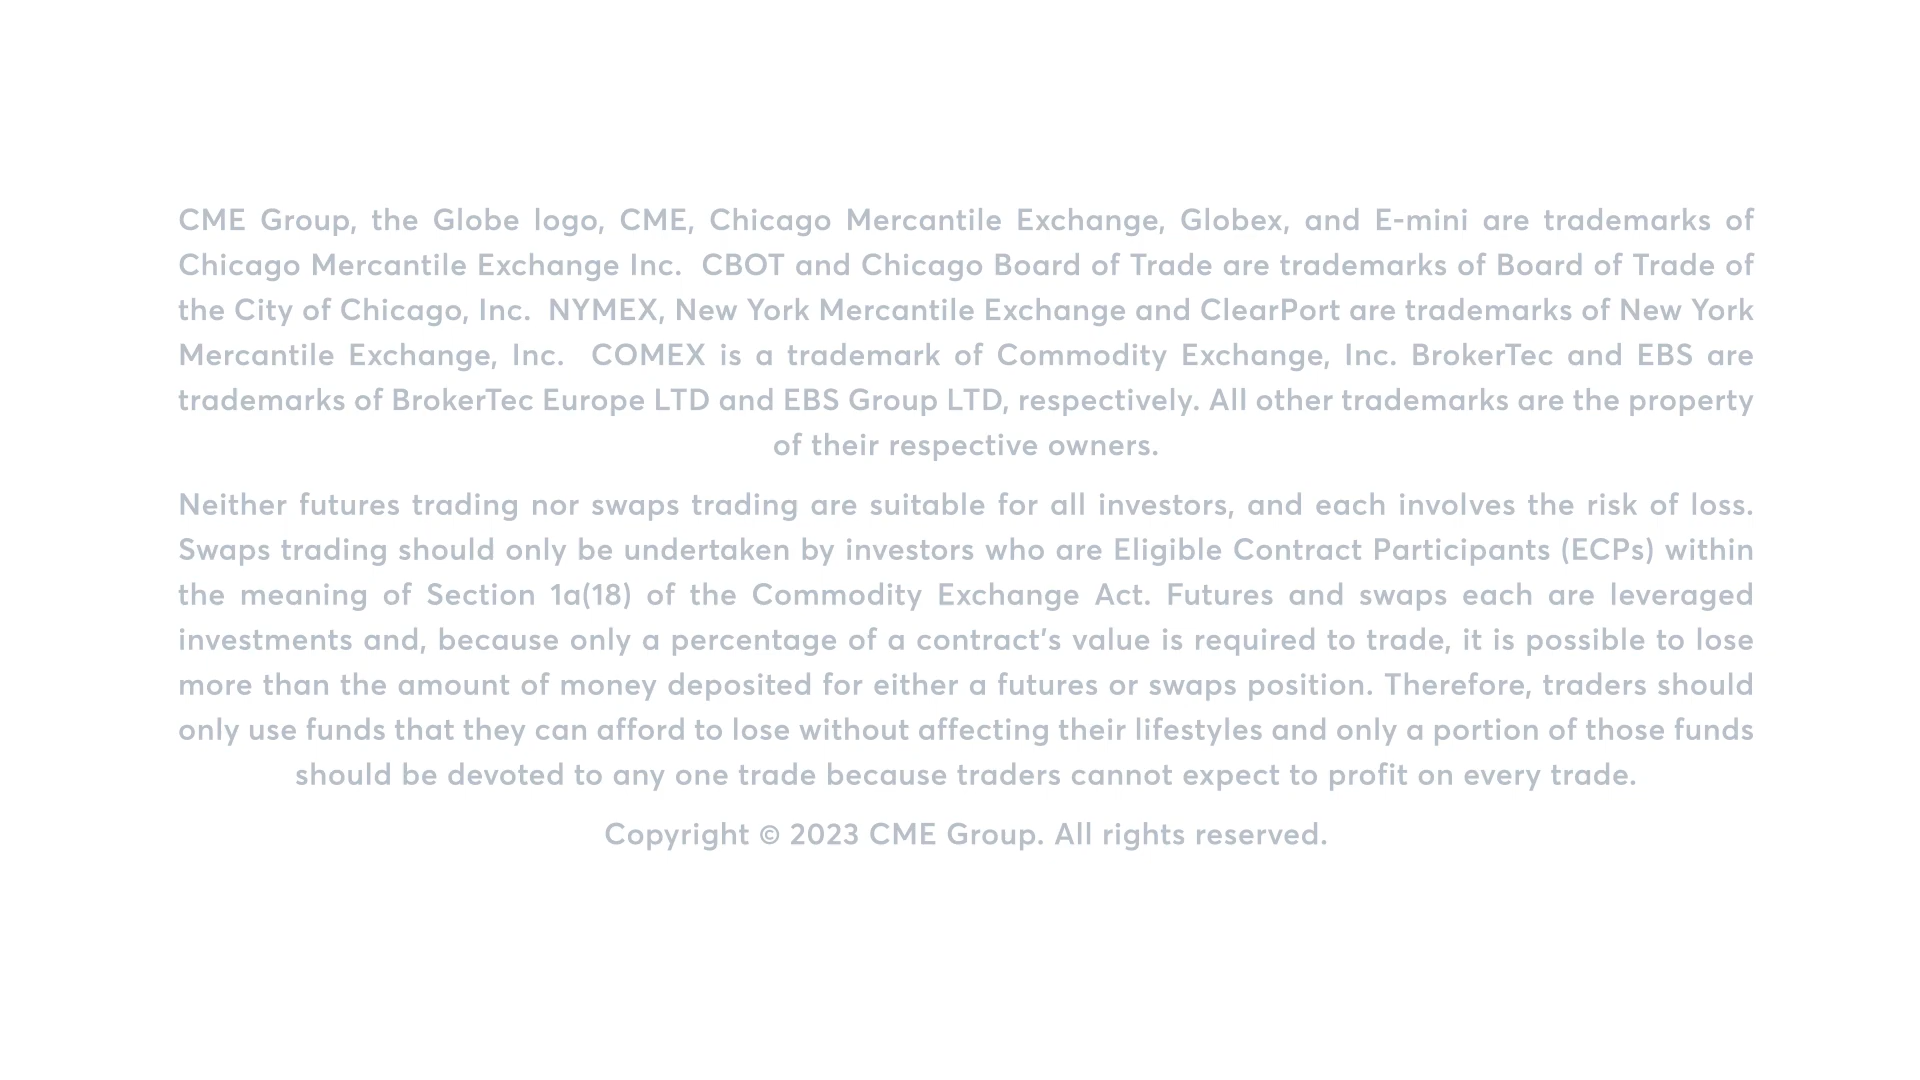 CME Group, the Globe logo, CME, Chicago Mercantile Exchange, Globex, and E-mini are trademarks of
Chicago Mercantile Exchange Inc.  CBOT and Chicago Board of Trade are trademarks of Board of Trade of
the City of Chicago, Inc.  NYMEX, New York Mercantile Exchange and ClearPort are trademarks of New York
Mercantile Exchange, Inc.  COMEX is a trademark of Commodity Exchange, Inc. BrokerTec and EBS are
trademarks of BrokerTec Europe LTD and EBS Group LTD, respectively. All other trademarks are the property
of their respective owners.
Neither futures trading nor swaps trading are suitable for all investors, and each involves the risk of loss.
Swaps trading should only be undertaken by investors who are Eligible Contract Participants (ECPs) within
the meaning of Section 1a(18) of the Commodity Exchange Act. Futures and swaps each are leveraged
investments and, because only a percentage of a contract's value is required to trade, it is possible to lose
more than the amount of money deposited for either a futures or swaps position. Therefore, traders should
only use funds that they can afford to lose without affecting their lifestyles and only a portion of those funds
should be devoted to any one trade because traders cannot expect to profit on every trade.
Copyright © 2023 CME Group. All rights reserved.